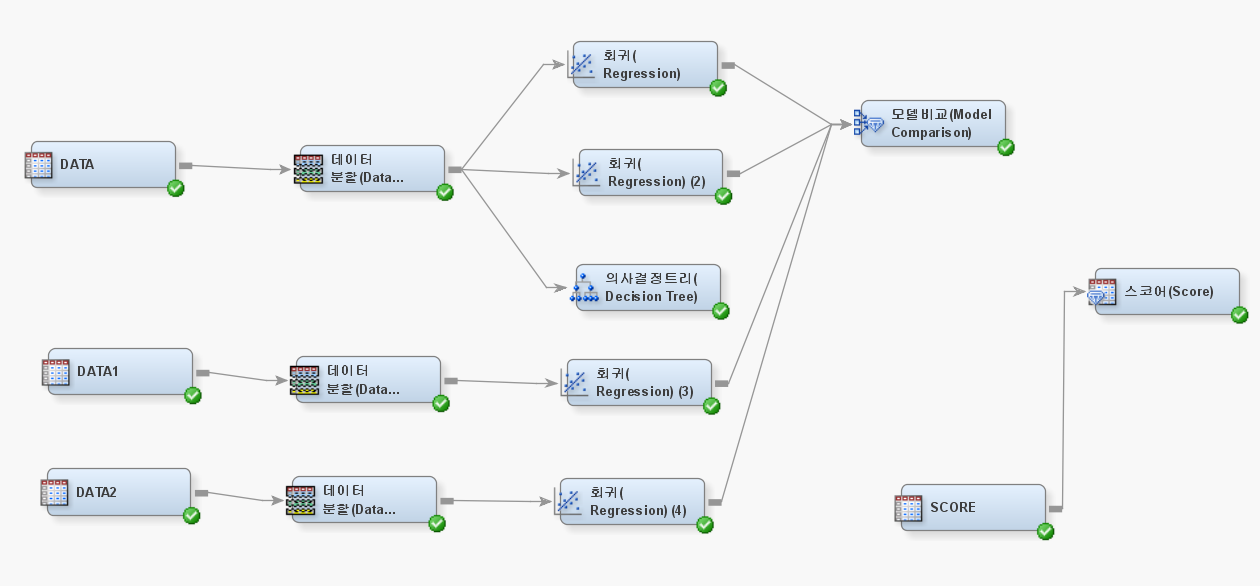 회귀(
Regression)
모델 비교(Model
Comparison)
DATA
데이터
분할(Data...
회귀(
Regression) (2)
의사결정트리(
Decision Tree)
스코어(Score)
DATA1
데이터
분할(Data...
회귀(
Regression) (3)
DATA2
데이터
분할(Data...
회귀(
Regression) (4)
SCORE